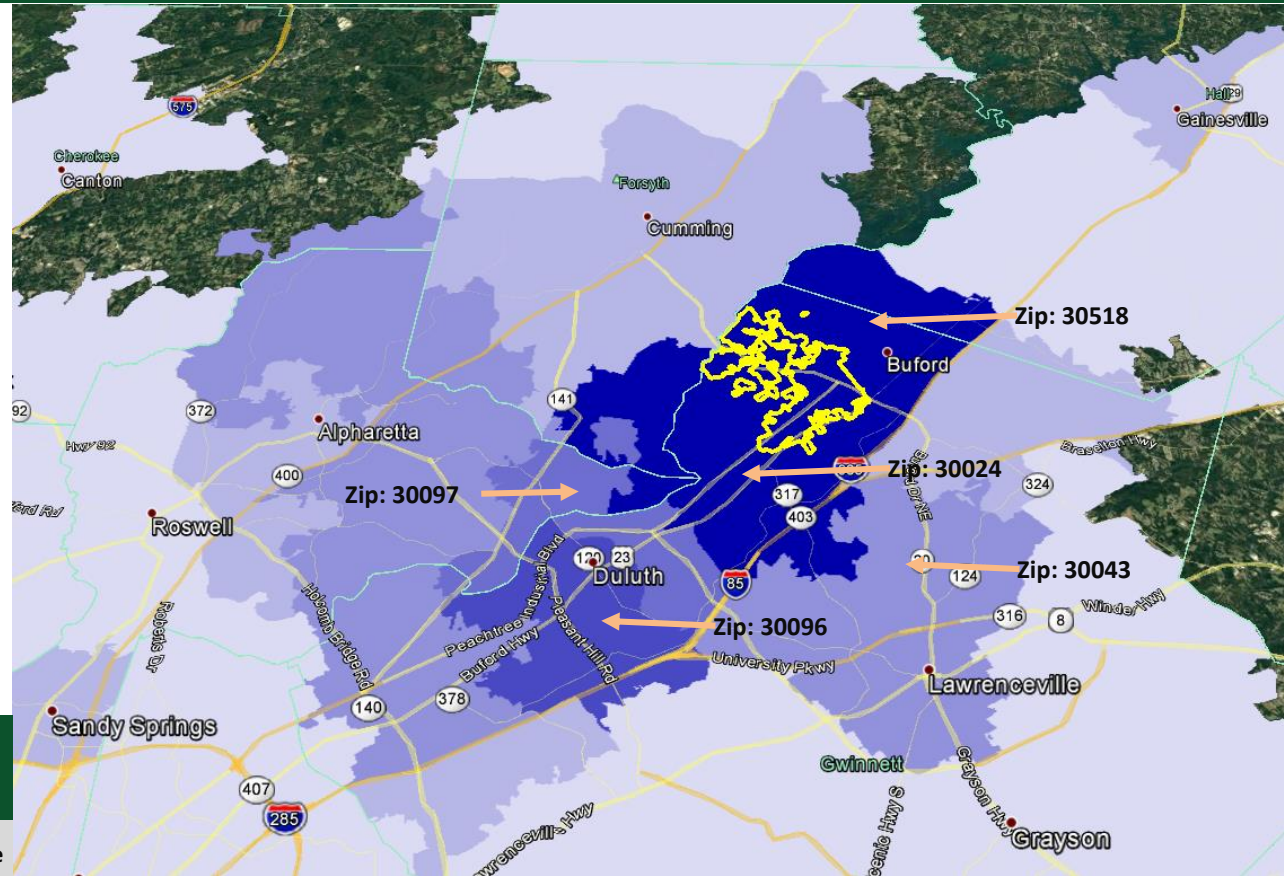 575
Hall
29
Gainesville
Cherokee
Canton
Forsyth
Cumming
Zip: 30518
Buford
141
92
372
Alpharetta
Hwy 92
400
Zip: 30097
Zip: 30024
Braselton Hwy
317
324
403
Roswell
120
23
Duluth
85
20
124
Zip: 30043
Zip: 30096
316
8
Winder Hwy
Peachtree Industrial Blvd
Pleasant Hill Rd
Buford Hwy
Holcomb Bridge Rd
Roberts Dr
University Pkwy
Lawrenceville
378
140
Sandy Springs
Gwinnett
407
285
Grayson Hwy
Grayson